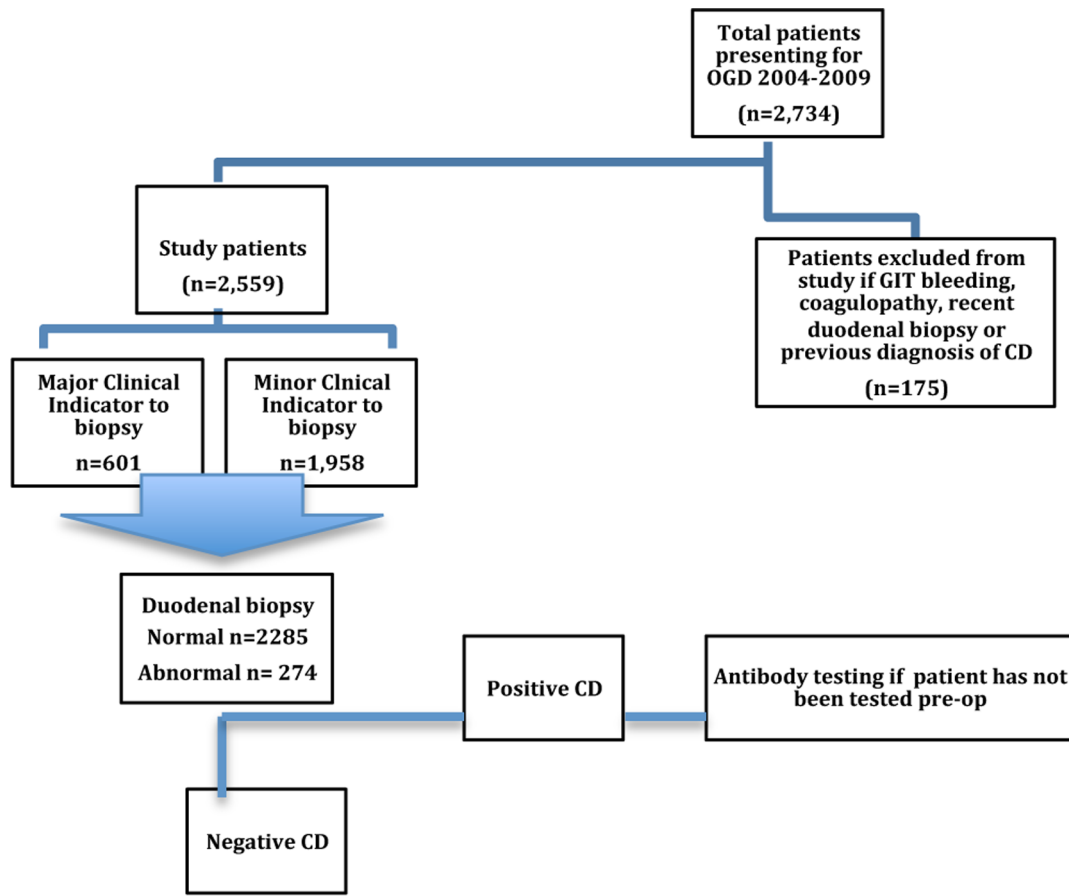 Total patients
presenting for
OGD 2004-2009
(n=2,734)
Study patients
(n=2,559)
Patients excluded from
study if GIT bleeding,
coagulopathy, recent
duodenal biopsy or
previous diagnosis of CD
(n=175)
Major Clinical
Indicator to
biopsy
n=601
Minor Clnical
Indicator to
biopsy
n=1,958
Duodenal biopsy
Normal n=2285
Abnormal n= 274
Positive CD
Antibody testing if patient has not
been tested pre-op
Negative CD